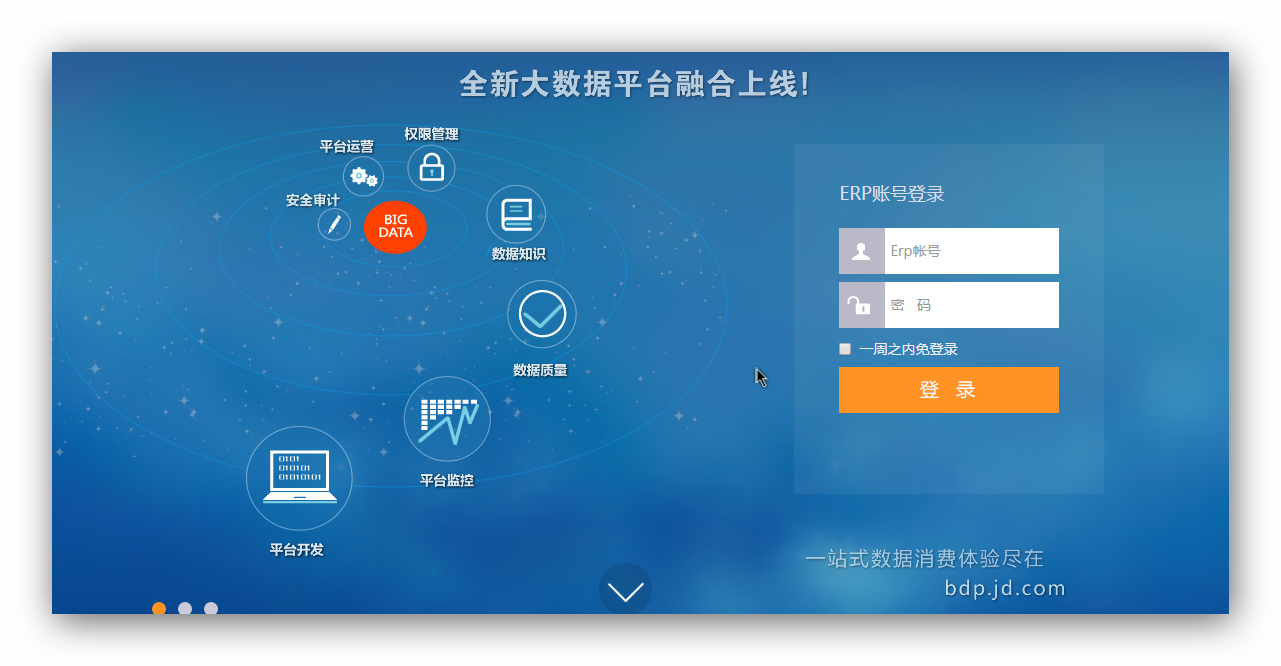 全新大数据平台融合上线!
权限管理
平台运营
安全审计
BIG
DATA
数据知识
数据质量
平台监控
0101
010101
01010101
平台开发
ERP账号登录
Erp帐号
密 码
一周之内免登录
登 录
一站式数据消费体验尽在
bdp.jd.com